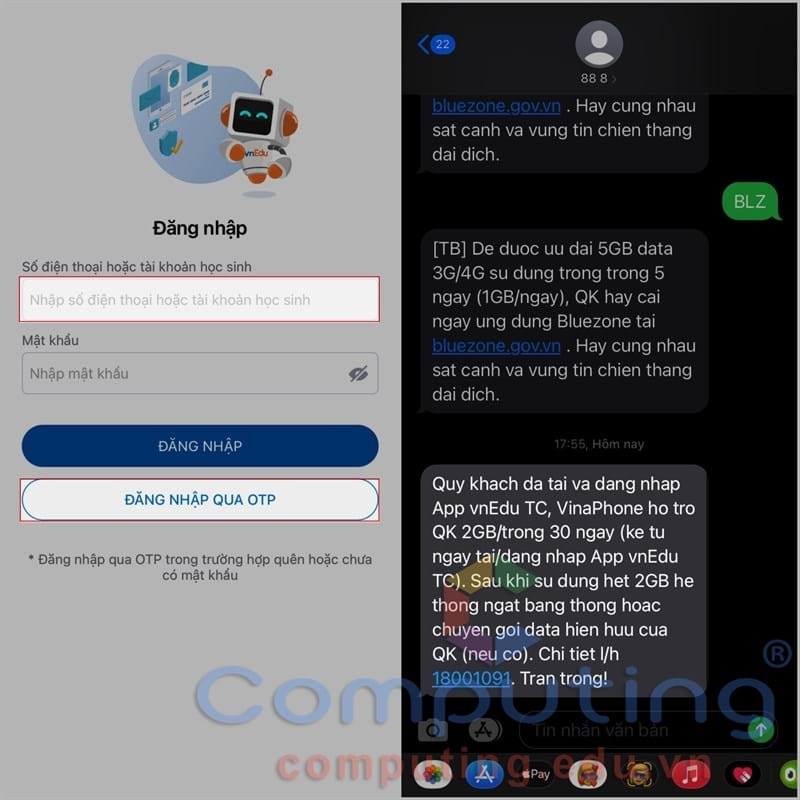 vnEdu
Đăng nhập
Số điện thoại hoặc tài khoản học sinh
Nhập số điện thoại hoặc tài khoản học sinh
Mật khẩu
Nhập mật khẩu
ĐĂNG NHẬP
ĐĂNG NHẬP QUA OTP
* Đăng nhập qua OTP trong trường hợp quên hoặc chưa
có mật khẩu
22
88 8
bluezone.gov.vn . Hay cung nhau
sat canh va vung tin chien thang
dai dich.
BLZ
[TB] De duoc uu dai 5GB data
3G/4G su dung trong trong 5
ngay (1GB/ngay), QK hay cai
ngay ung dung Bluezone tai
bluezone.gov.vn . Hay cung nhau
sat canh va vung tin chien thang
dai dich.
17:55, Hôm nay
Quy khach da tai va dang nhap
App vnEdu TC, VinaPhone ho tro
QK 2GB/trong 30 ngay (ke tu
ngay tai/dang nhap App vnEdu
TC). Sau khi su dung het 2GB he
thong ngat bang thong hoac
chuyen goi data hien huu cua
QK (neu co). Chi tiet l/h
18001091. Tran trong!
Tin nhắn văn bản
Pay
Computing®
computing.edu.vn